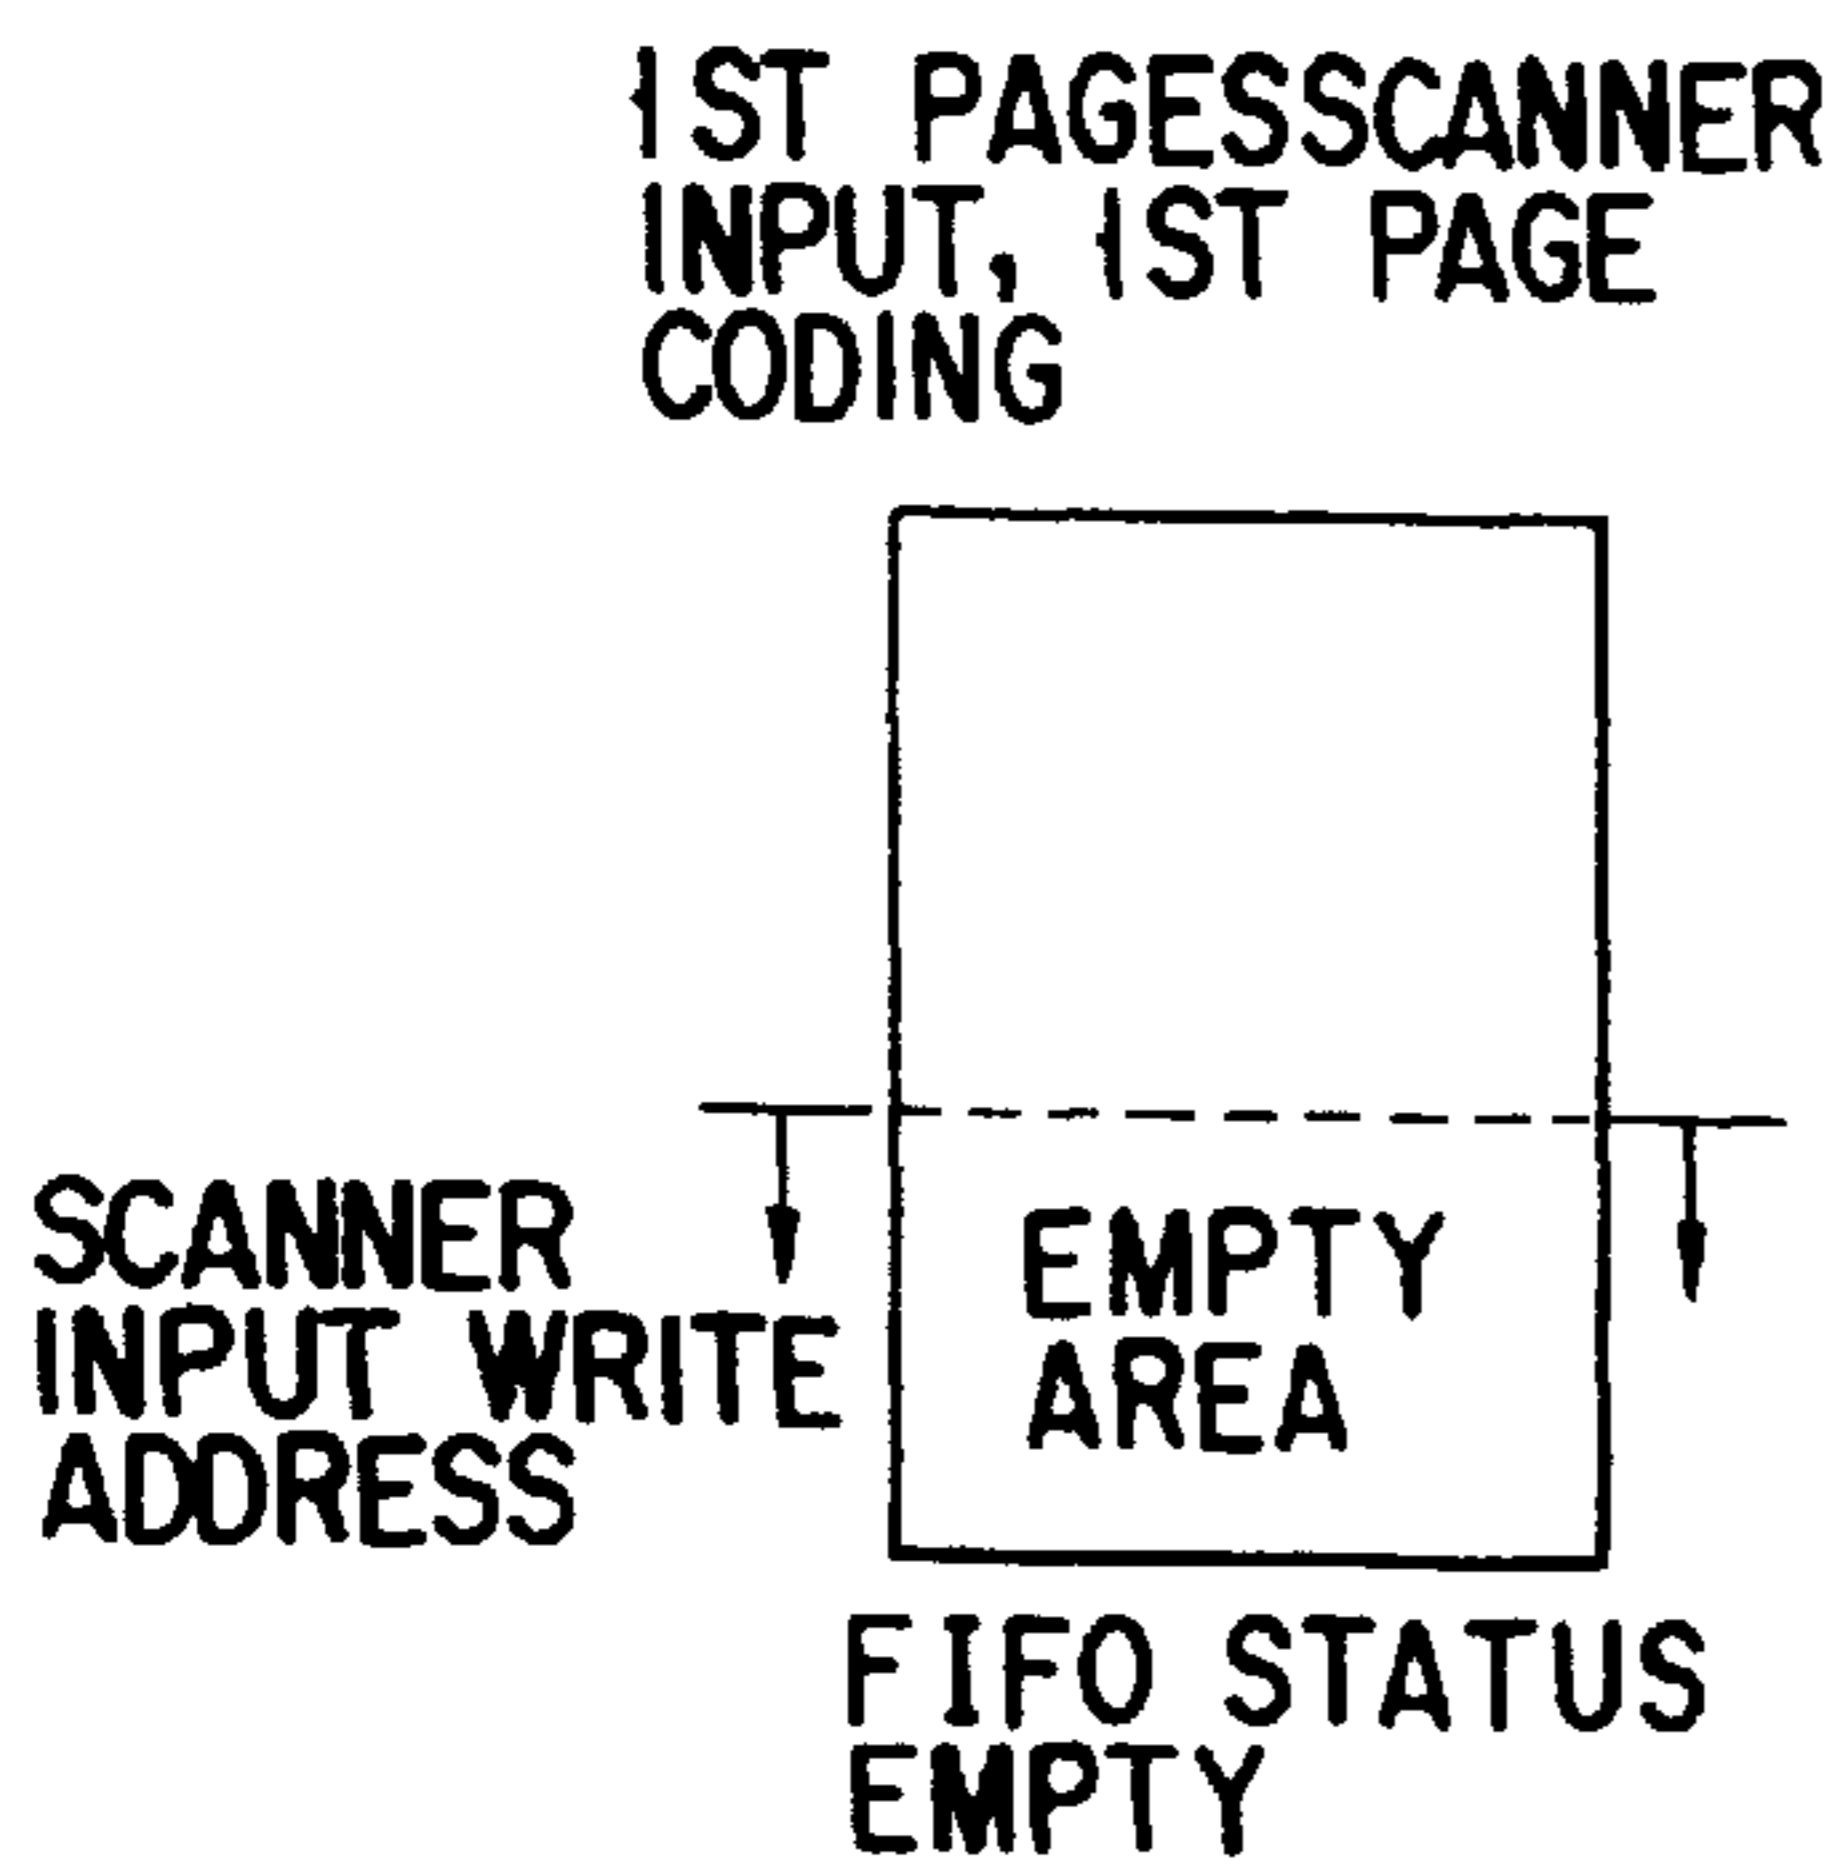 1ST PAGESSCANNER
INPUT, 1ST PAGE
CODING
SCANNER
INPUT WRITE
ADDRESS
EMPTY
AREA
FIFO STATUS
EMPTY